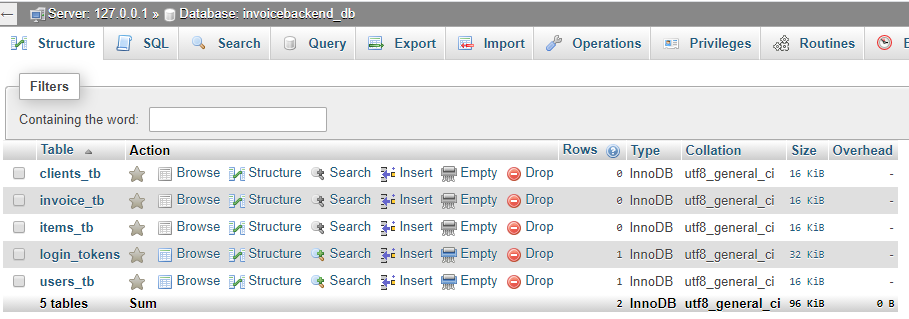 Server: 127.0.0.1 » Database: invoicebackend_db
Structure SQL Search Query Export Import Operations Privileges Routines E
Filters
Containing the word:
Table Action Rows Type Collation Size Overhead
clients_tb Browse Structure Search Insert Empty Drop 0 InnoDB utf8_general_ci 16 KiB -
invoice_tb Browse Structure Search Insert Empty Drop 0 InnoDB utf8_general_ci 16 KiB -
items_tb Browse Structure Search Insert Empty Drop 0 InnoDB utf8_general_ci 16 KiB -
login_tokens Browse Structure Search Insert Empty Drop 1 InnoDB utf8_general_ci 32 KiB -
users_tb Browse Structure Search Insert Empty Drop 1 InnoDB utf8_general_ci 16 KiB -
5 tables Sum 2 InnoDB utf8_general_ci 96 KiB 0 B